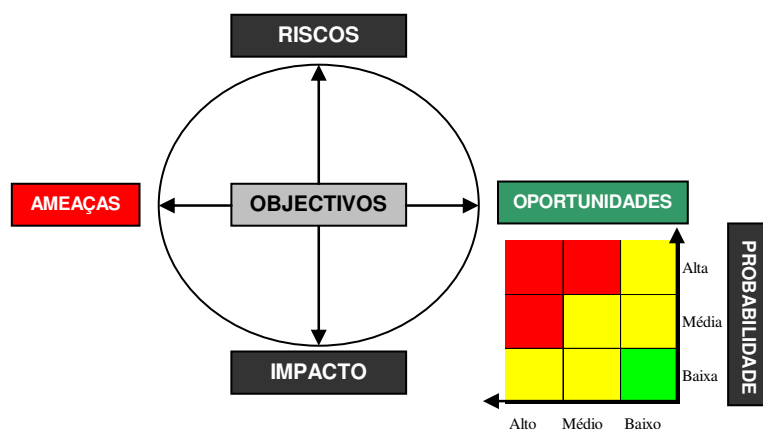 RISCOS
AMEAÇAS
OBJECTIVOS
OPORTUNIDADES
IMPACTO
Alta
Média
Baixa
PROBABILIDADE
Alto Médio Baixo